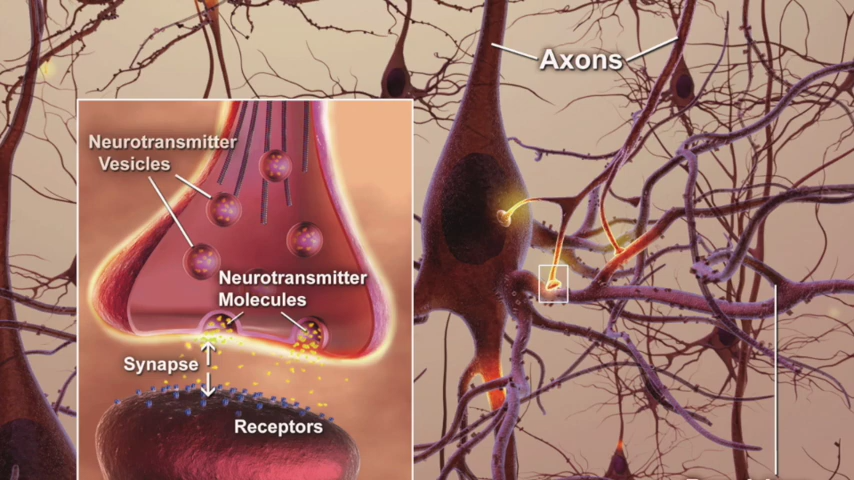 Axons
Neurotransmitter
Vesicles
Neurotransmitter
Molecules
Synapse
Receptors